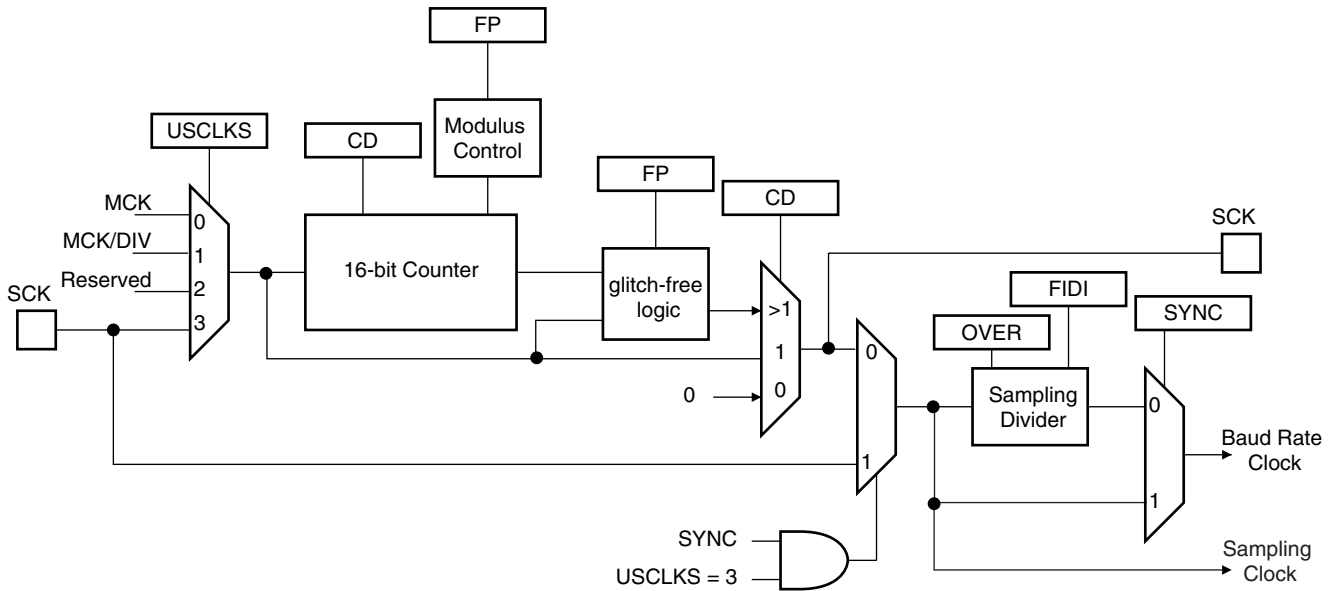 FP
Modulus
Control
USCLKS
CD
FP
CD
MCK
0
MCK/DIV
1
Reserved
2
SCK
3
16-bit Counter
glitch-free
logic
>1
1
0
0
SCK
FIDI
SYNC
OVER
0
1
Sampling
Divider
0
1
Baud Rate
Clock
SYNC
USCLKS = 3
Sampling
Clock